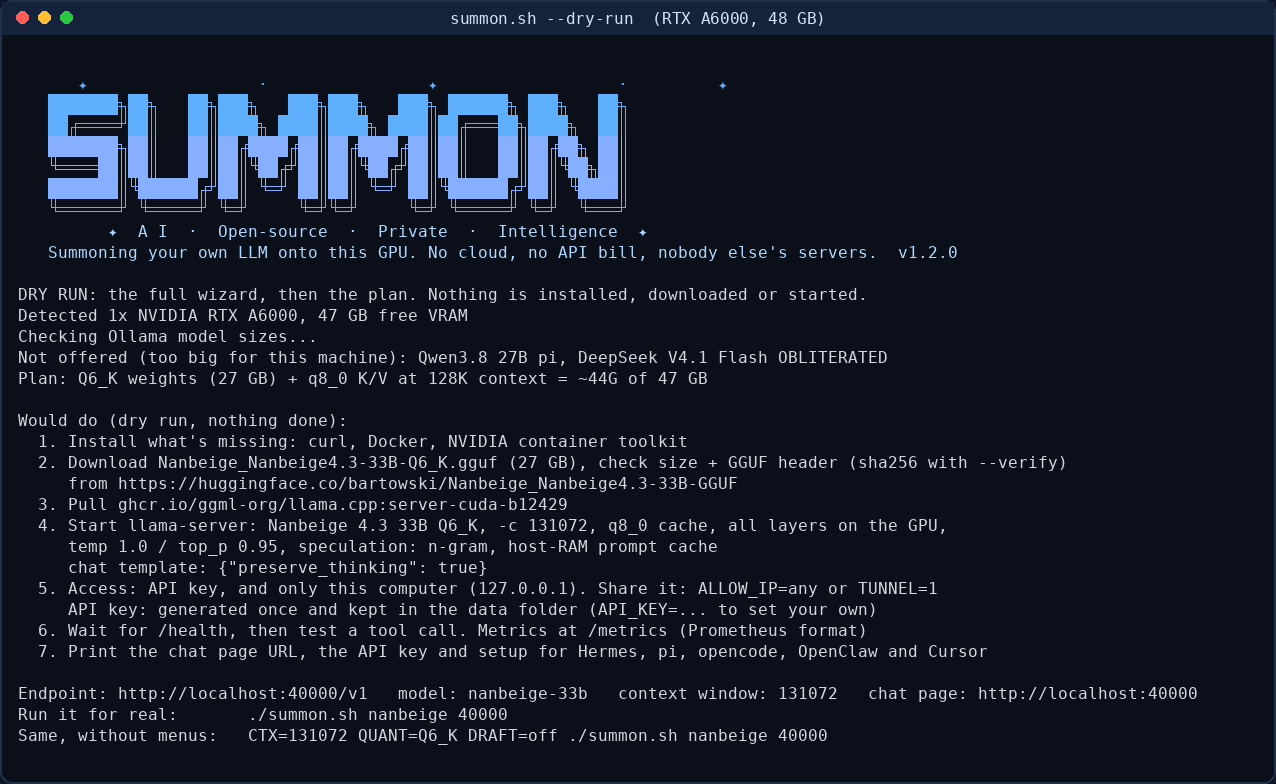 summon.sh --dry-run  (RTX A6000, 48 GB)
SUMMON
✦  A I  ·  Open-source  ·  Private  ·  Intelligence  ✦
Summoning your own LLM onto this GPU. No cloud, no API bill, nobody else's servers.  v1.2.0
DRY RUN: the full wizard, then the plan. Nothing is installed, downloaded or started.
Detected 1x NVIDIA RTX A6000, 47 GB free VRAM
Checking Ollama model sizes...
Not offered (too big for this machine): Qwen3.8 27B pi, DeepSeek V4.1 Flash OBLITERATED
Plan: Q6_K weights (27 GB) + q8_0 K/V at 128K context = ~44G of 47 GB
Would do (dry run, nothing done):
1. Install what's missing: curl, Docker, NVIDIA container toolkit
2. Download Nanbeige_Nanbeige4.3-33B-Q6_K.gguf (27 GB), check size + GGUF header (sha256 with --verify)
from https://huggingface.co/bartowski/Nanbeige_Nanbeige4.3-33B-GGUF
3. Pull ghcr.io/ggml-org/llama.cpp:server-cuda-b12429
4. Start llama-server: Nanbeige 4.3 33B Q6_K, -c 131072, q8_0 cache, all layers on the GPU,
temp 1.0 / top_p 0.95, speculation: n-gram, host-RAM prompt cache
chat template: {"preserve_thinking": true}
5. Access: API key, and only this computer (127.0.0.1). Share it: ALLOW_IP=any or TUNNEL=1
API key: generated once and kept in the data folder (API_KEY=... to set your own)
6. Wait for /health, then test a tool call. Metrics at /metrics (Prometheus format)
7. Print the chat page URL, the API key and setup for Hermes, pi, opencode, OpenClaw and Cursor
Endpoint: http://localhost:40000/v1   model: nanbeige-33b   context window: 131072   chat page: http://localhost:40000
Run it for real:       ./summon.sh nanbeige 40000
Same, without menus:   CTX=131072 QUANT=Q6_K DRAFT=off ./summon.sh nanbeige 40000